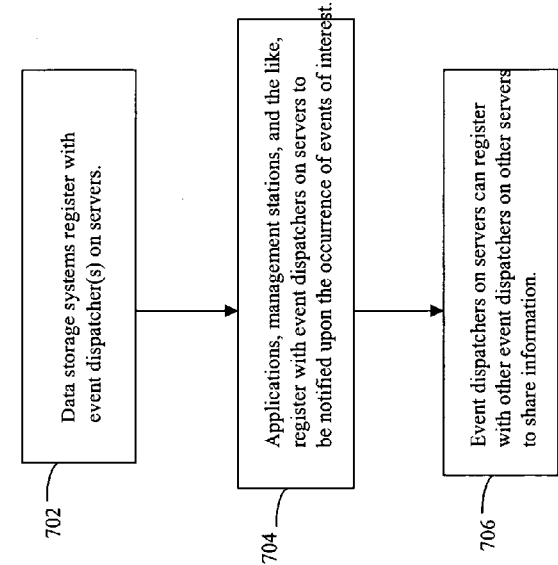 Data storage systems register with
event dispatcher(s) on servers.
702
Applications, management stations, and the like,
register with event dispatchers on servers to
be notified upon the occurrence of events of interest.
704
Event dispatchers on servers can register
with other event dispatchers on other servers
to share information.
706